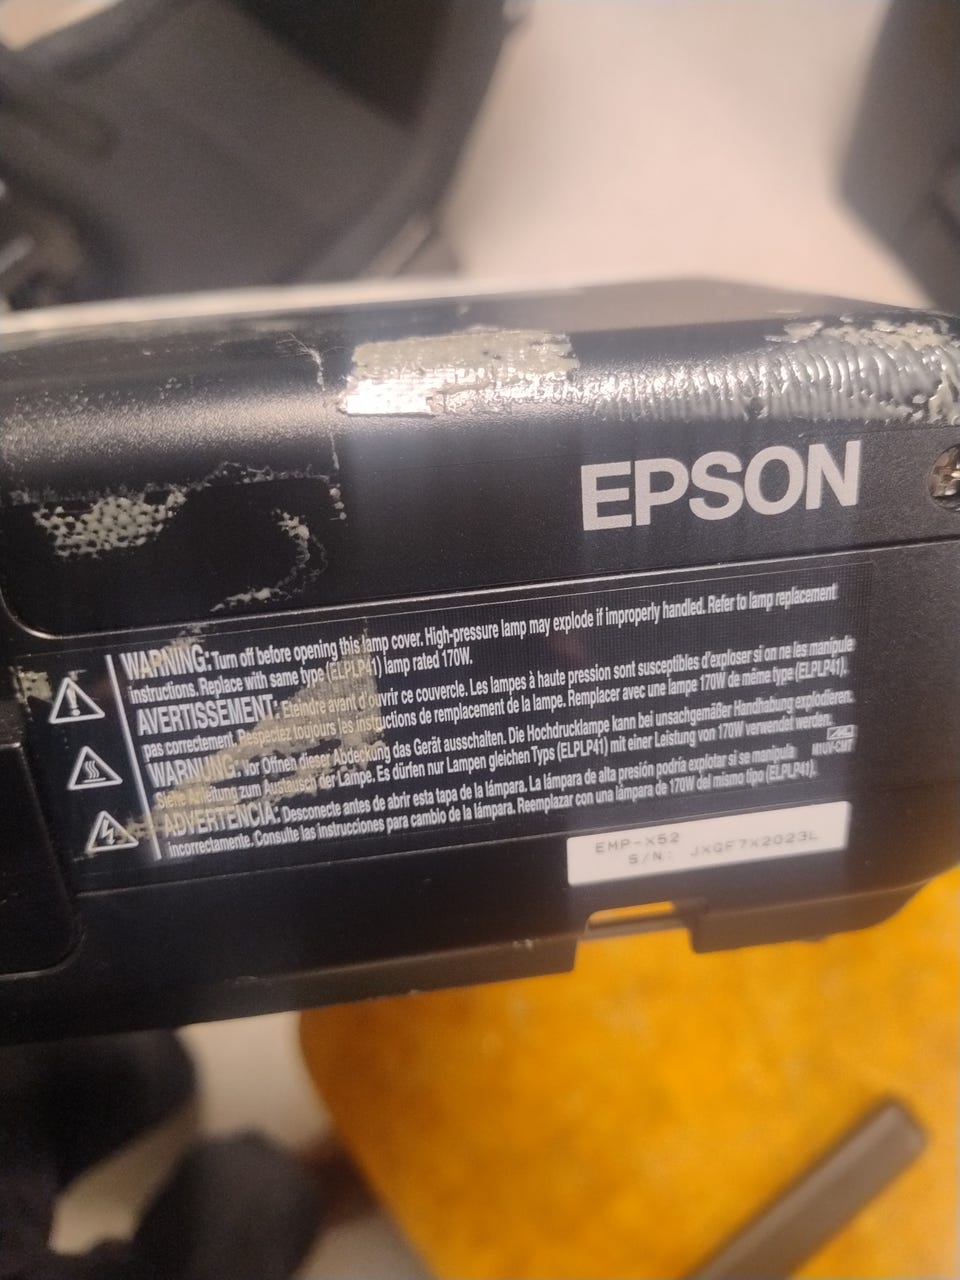 EPSON
WARNING: Turn off before opening this lamp cover. High-pressure lamp may explode if improperly handled. Refer to lamp replacement
instructions. Replace with same type (ELPLP41) lamp rated 170W.
AVERTISSEMENT: Eteindre avant d'ouvrir ce couvercle. Les lampes à haute pression sont susceptibles d'exploser si on ne les manipule
pas correctement. Respectez toujours les instructions de remplacement de la lampe. Remplacer avec une lampe 170W de même type (ELPLP41).
WARNUNG: Vor Öffnen dieser Abdeckung das Gerät ausschalten. Die Hochdrucklampe kann bei unsachgemäßer Handhabung explodieren.
Siehe Anleitung zum Austausch der Lampe. Es dürfen nur Lampen gleichen Typs (ELPLP41) mit einer Leistung von 170W verwendet werden.
ADVERTENCIA: Desconecte antes de abrir esta tapa de la lámpara. La lámpara de alta presión podría explotar si se manipula
incorrectamente. Consulte las instrucciones para cambio de la lámpara. Reemplazar con una lámpara de 170W del mismo tipo (ELPLP41).
EMP-X52
S/N: JXGF7X2023L